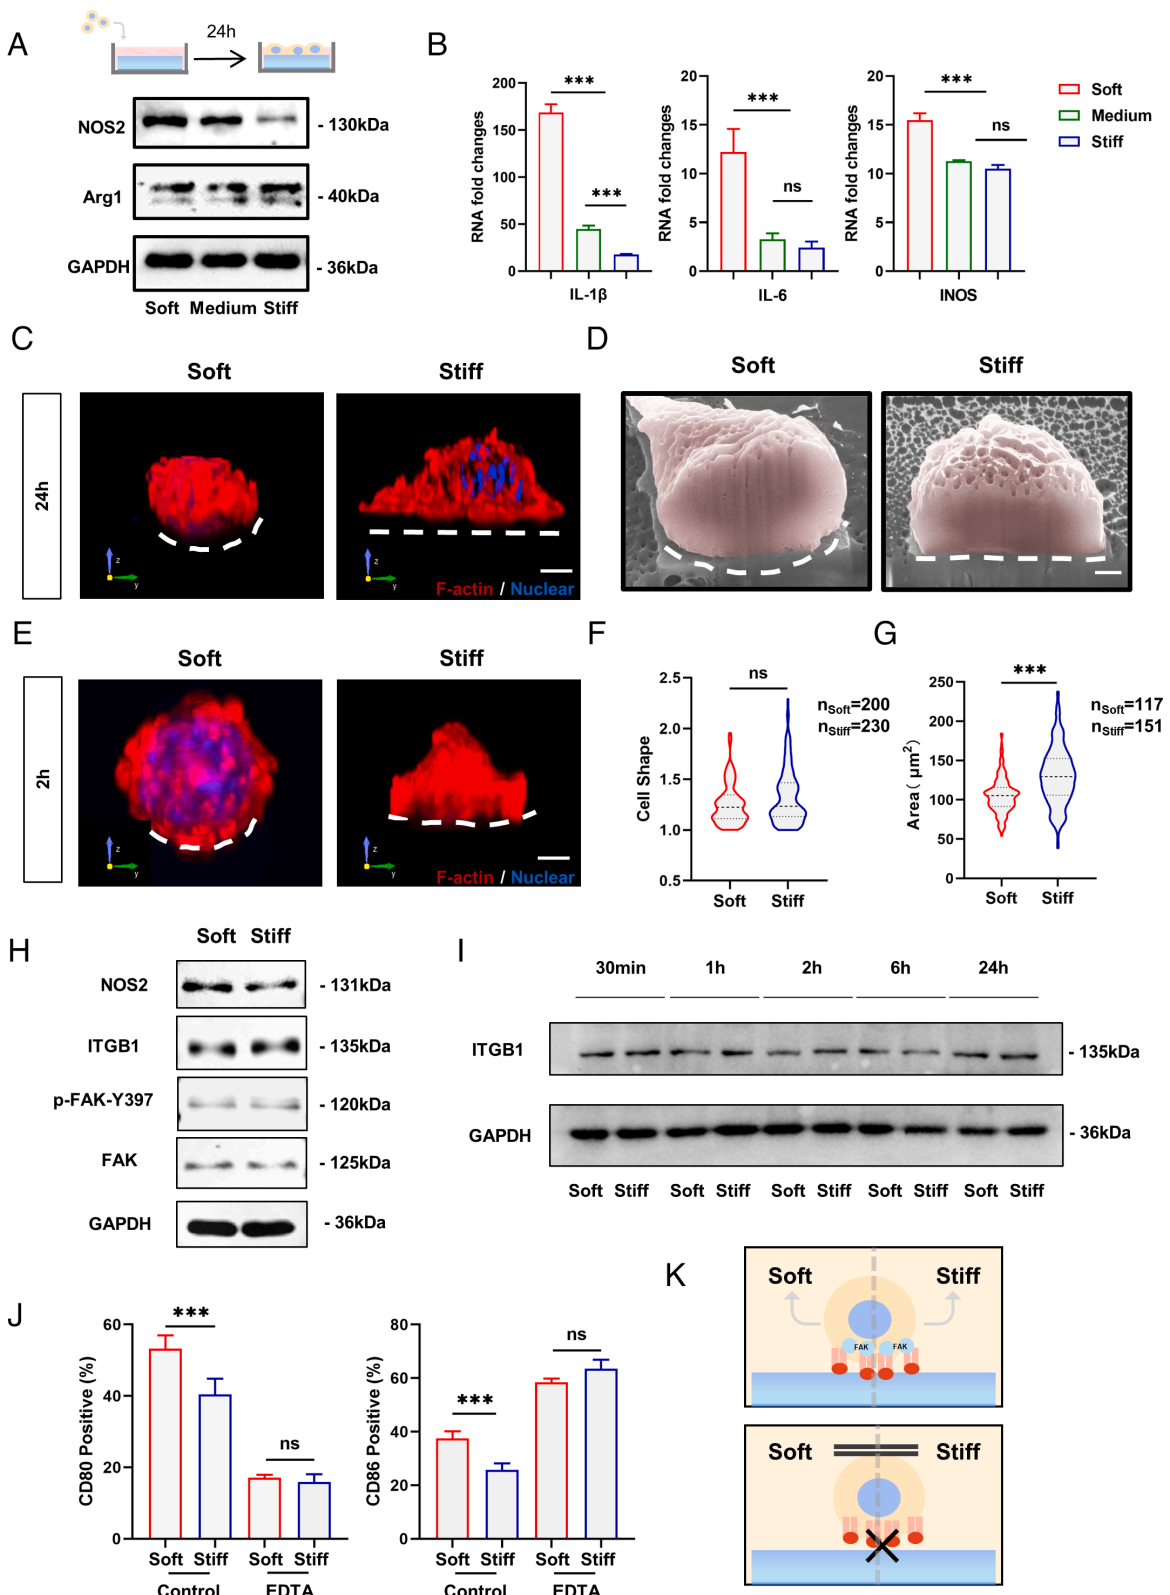 A
24h
NOS2
- 130kDa
Arg1
- 40kDa
GAPDH
- 36kDa
Soft Medium Stiff
B
RNA fold changes
200
150
100
50
0
***
***
IL-1β
RNA fold changes
20
15
10
5
0
***
ns
IL-6
RNA fold changes
20
15
10
5
0
***
ns
INOS
Soft
Medium
Stiff
C
Soft
Stiff
24h
z
y
z
y
F-actin / Nuclear
D
Soft
Stiff
E
Soft
Stiff
2h
z
y
z
y
F-actin / Nuclear
F
Cell Shape
2.5
2.0
1.5
1.0
0.5
ns
nSoft=200
nStiff=230
Soft
Stiff
G
Area( μm²)
250
200
150
100
50
0
***
nSoft=117
nStiff=151
Soft
Stiff
H
Soft Stiff
NOS2
- 131kDa
ITGB1
- 135kDa
p-FAK-Y397
- 120kDa
FAK
- 125kDa
GAPDH
- 36kDa
I
30min 1h 2h 6h 24h
ITGB1
- 135kDa
GAPDH
- 36kDa
Soft Stiff Soft Stiff Soft Stiff Soft Stiff Soft Stiff
J
CD80 Positive (%)
60
40
20
0
***
ns
Soft Stiff Soft Stiff
Control EDTA
CD86 Positive (%)
80
60
40
20
0
***
ns
Soft Stiff Soft Stiff
Control EDTA
K
Soft
Stiff
FAK
FAK
Soft
Stiff